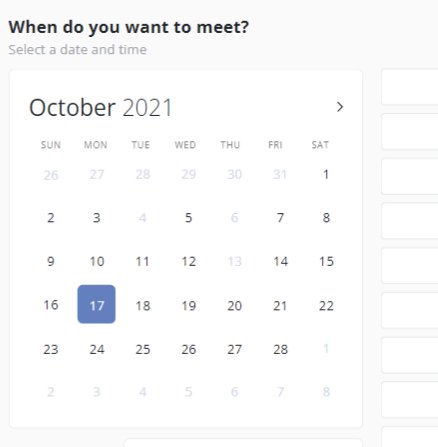 When do you want to meet?
Select a date and time
October 2021
SUN MON TUE WED THU FRI SAT
26 27 28 29 30 31 1
2 3 4 5 6 7 8
9 10 11 12 13 14 15
16 17 18 19 20 21 22
23 24 25 26 27 28 1
2 3 4 5 6 7 8